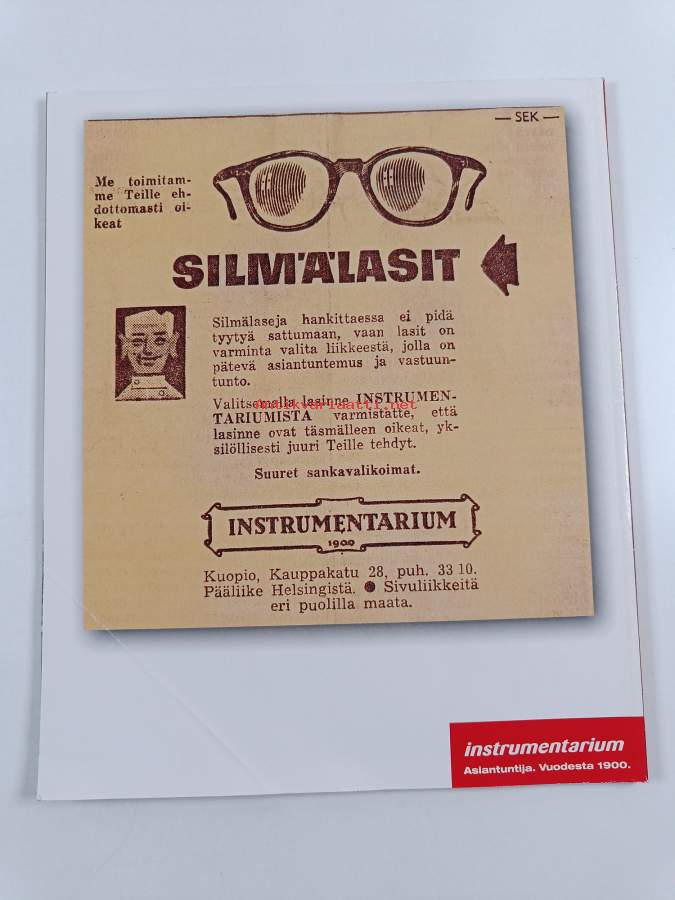 — SEK —
Me toimitam-
me Teille eh-
dottomasti oi-
keat
SILMÄLASIT
Silmälaseja hankittaessa ei pidä
tyytyä sattumaan, vaan lasit on
varminta valita liikkeestä, jolla on
pätevä asiantuntemus ja vastuun-
tunto.
Valitsemalla lasinne INSTRUMEN-
antikvariaatti.net
TARIUMISTA varmistatte, että
lasinne ovat täsmälleen oikeat, yk-
silöllisesti juuri Teille tehdyt.
Suuret sankavalikoimat.
INSTRUMENTARIUM
1900
Kuopio, Kauppakatu 28, puh. 33 10.
Pääliike Helsingistä. ● Sivuliikkeitä
eri puolilla maata.
instrumentarium
Asiantuntija. Vuodesta 1900.